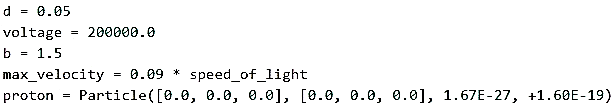 d = 0.05
voltage = 200000.0
b = 1.5
max_velocity = 0.09 * speed_of_light
proton = Particle([0.0, 0.0, 0.0], [0.0, 0.0, 0.0], 1.67E-27, +1.60E-19)